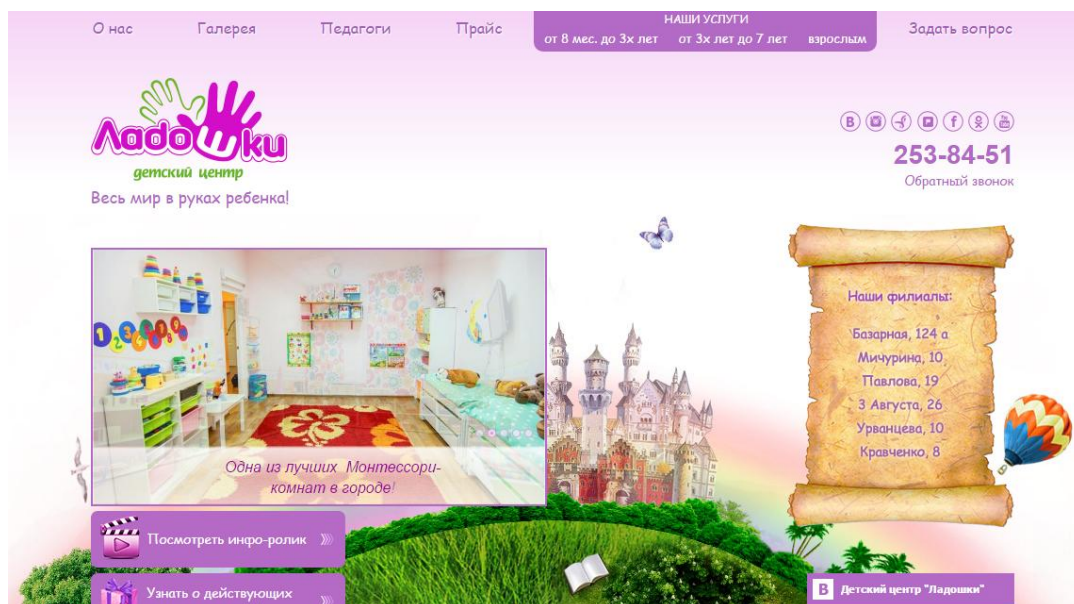 О нас
Галерея
Педагоги
Прайс
НАШИ УСЛУГИ
от 8 мес. до 3х лет
от 3х лет до 7 лет
взрослым
Задать вопрос
Ладошки
детский центр
Весь мир в руках ребенка!
253-84-51
Обратный звонок
Одна из лучших Монтессори-
комнат в городе!
Наши филиалы:
Базарная, 124 а
Мичурина, 10
Павлова, 19
3 Августа, 26
Урванцева, 10
Кравченко, 8
Посмотреть инфо-ролик
Узнать о действующих
В Детский центр "Ладошки"